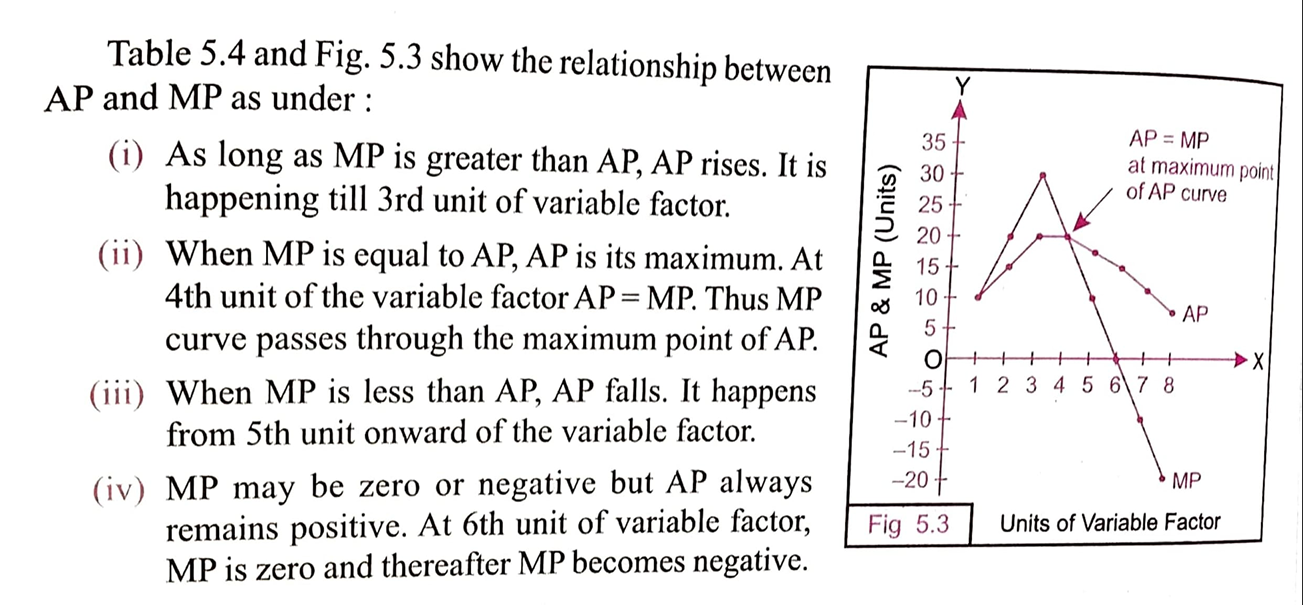 Table 5.4 and Fig. 5.3 show the relationship between
AP and MP as under :
(i) As long as MP is greater than AP, AP rises. It is
happening till 3rd unit of variable factor.
(ii) When MP is equal to AP, AP is its maximum. At
4th unit of the variable factor AP = MP. Thus MP
curve passes through the maximum point of AP.
(iii) When MP is less than AP, AP falls. It happens
from 5th unit onward of the variable factor.
(iv) MP may be zero or negative but AP always
remains positive. At 6th unit of variable factor,
MP is zero and thereafter MP becomes negative.
Y
AP & MP (Units)
35
30
25
20
15
10
5
O
–5
–10
–15
–20
AP = MP
at maximum point
of AP curve
AP
X
1 2 3 4 5 6 7 8
MP
Fig 5.3
Units of Variable Factor